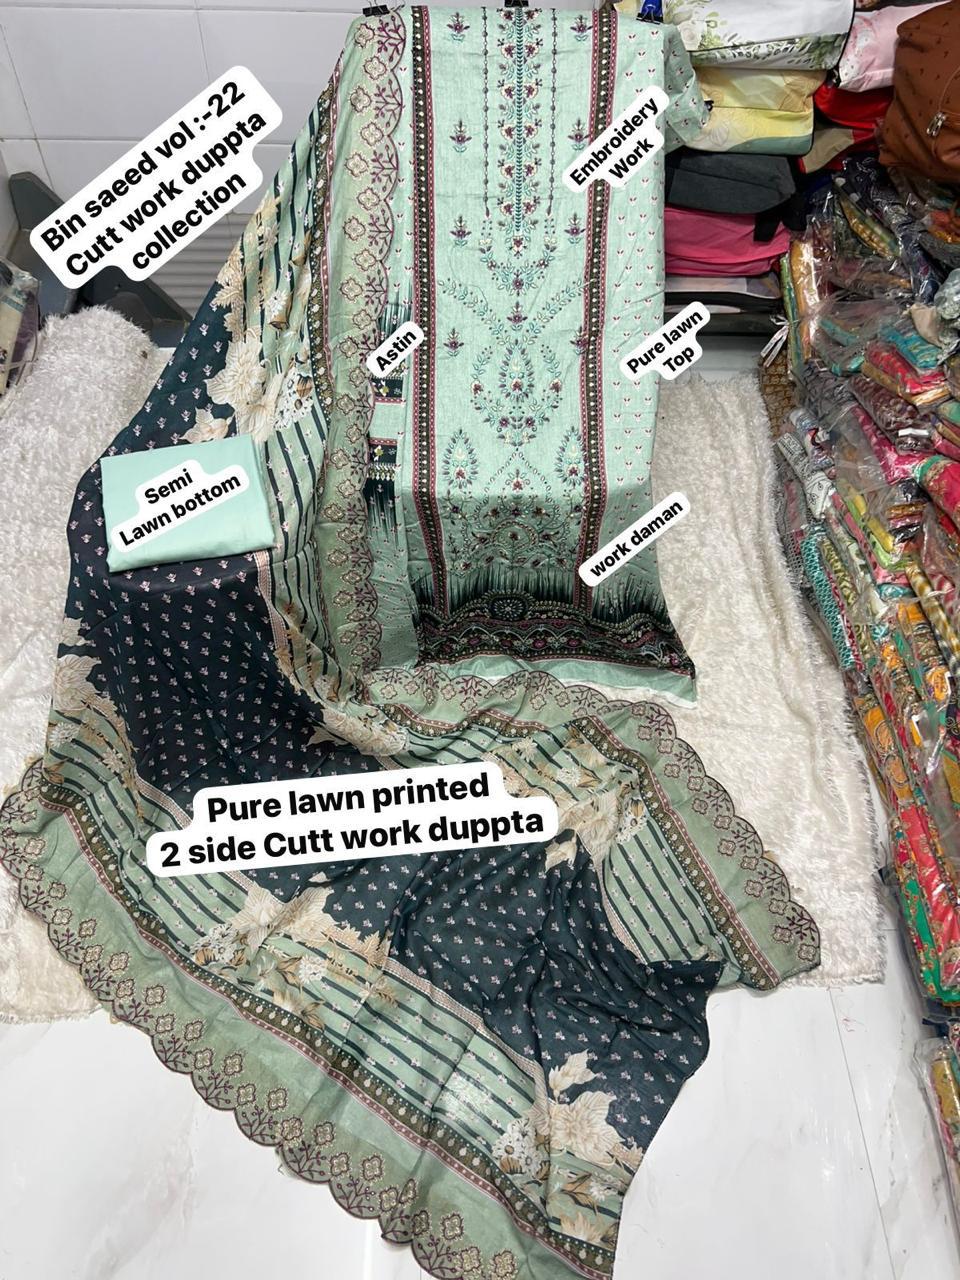 Bin saeed vol :-22
Cutt work duppta
collection
Embroidery
Work
Astin
Pure lawn
Top
Semi
Lawn bottom
work daman
Pure lawn printed
2 side Cutt work duppta